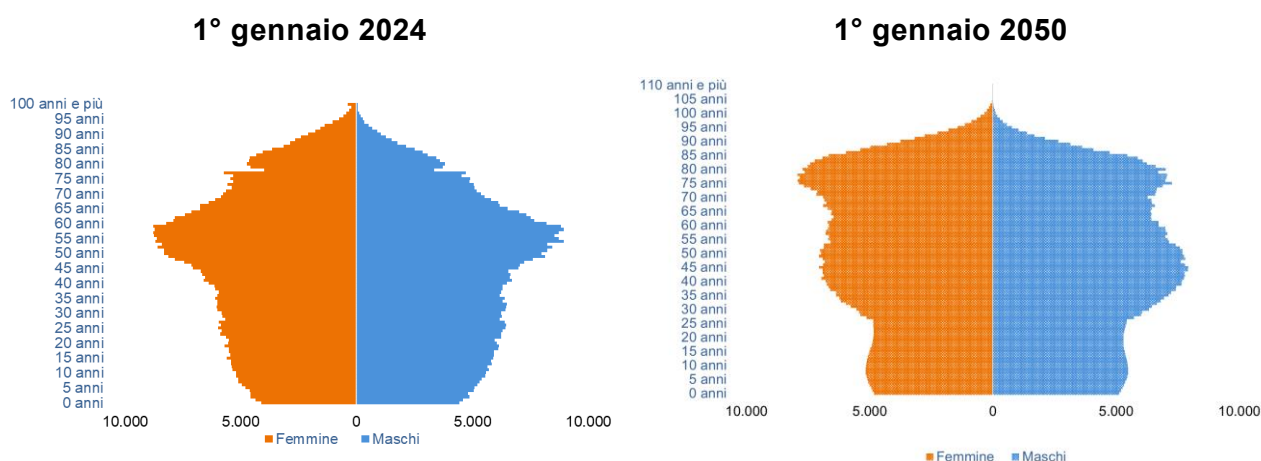 1° gennaio 2024
100 anni e più
95 anni
90 anni
85 anni
80 anni
75 anni
70 anni
65 anni
60 anni
55 anni
50 anni
45 anni
40 anni
35 anni
30 anni
25 anni
20 anni
15 anni
10 anni
5 anni
0 anni
10.000 5.000 0 5.000 10.000
Femmine Maschi
1° gennaio 2050
110 anni e più
105 anni
100 anni
95 anni
90 anni
85 anni
80 anni
75 anni
70 anni
65 anni
60 anni
55 anni
50 anni
45 anni
40 anni
35 anni
30 anni
25 anni
20 anni
15 anni
10 anni
5 anni
0 anni
10.000 5.000 0 5.000 10.000
Femmine Maschi